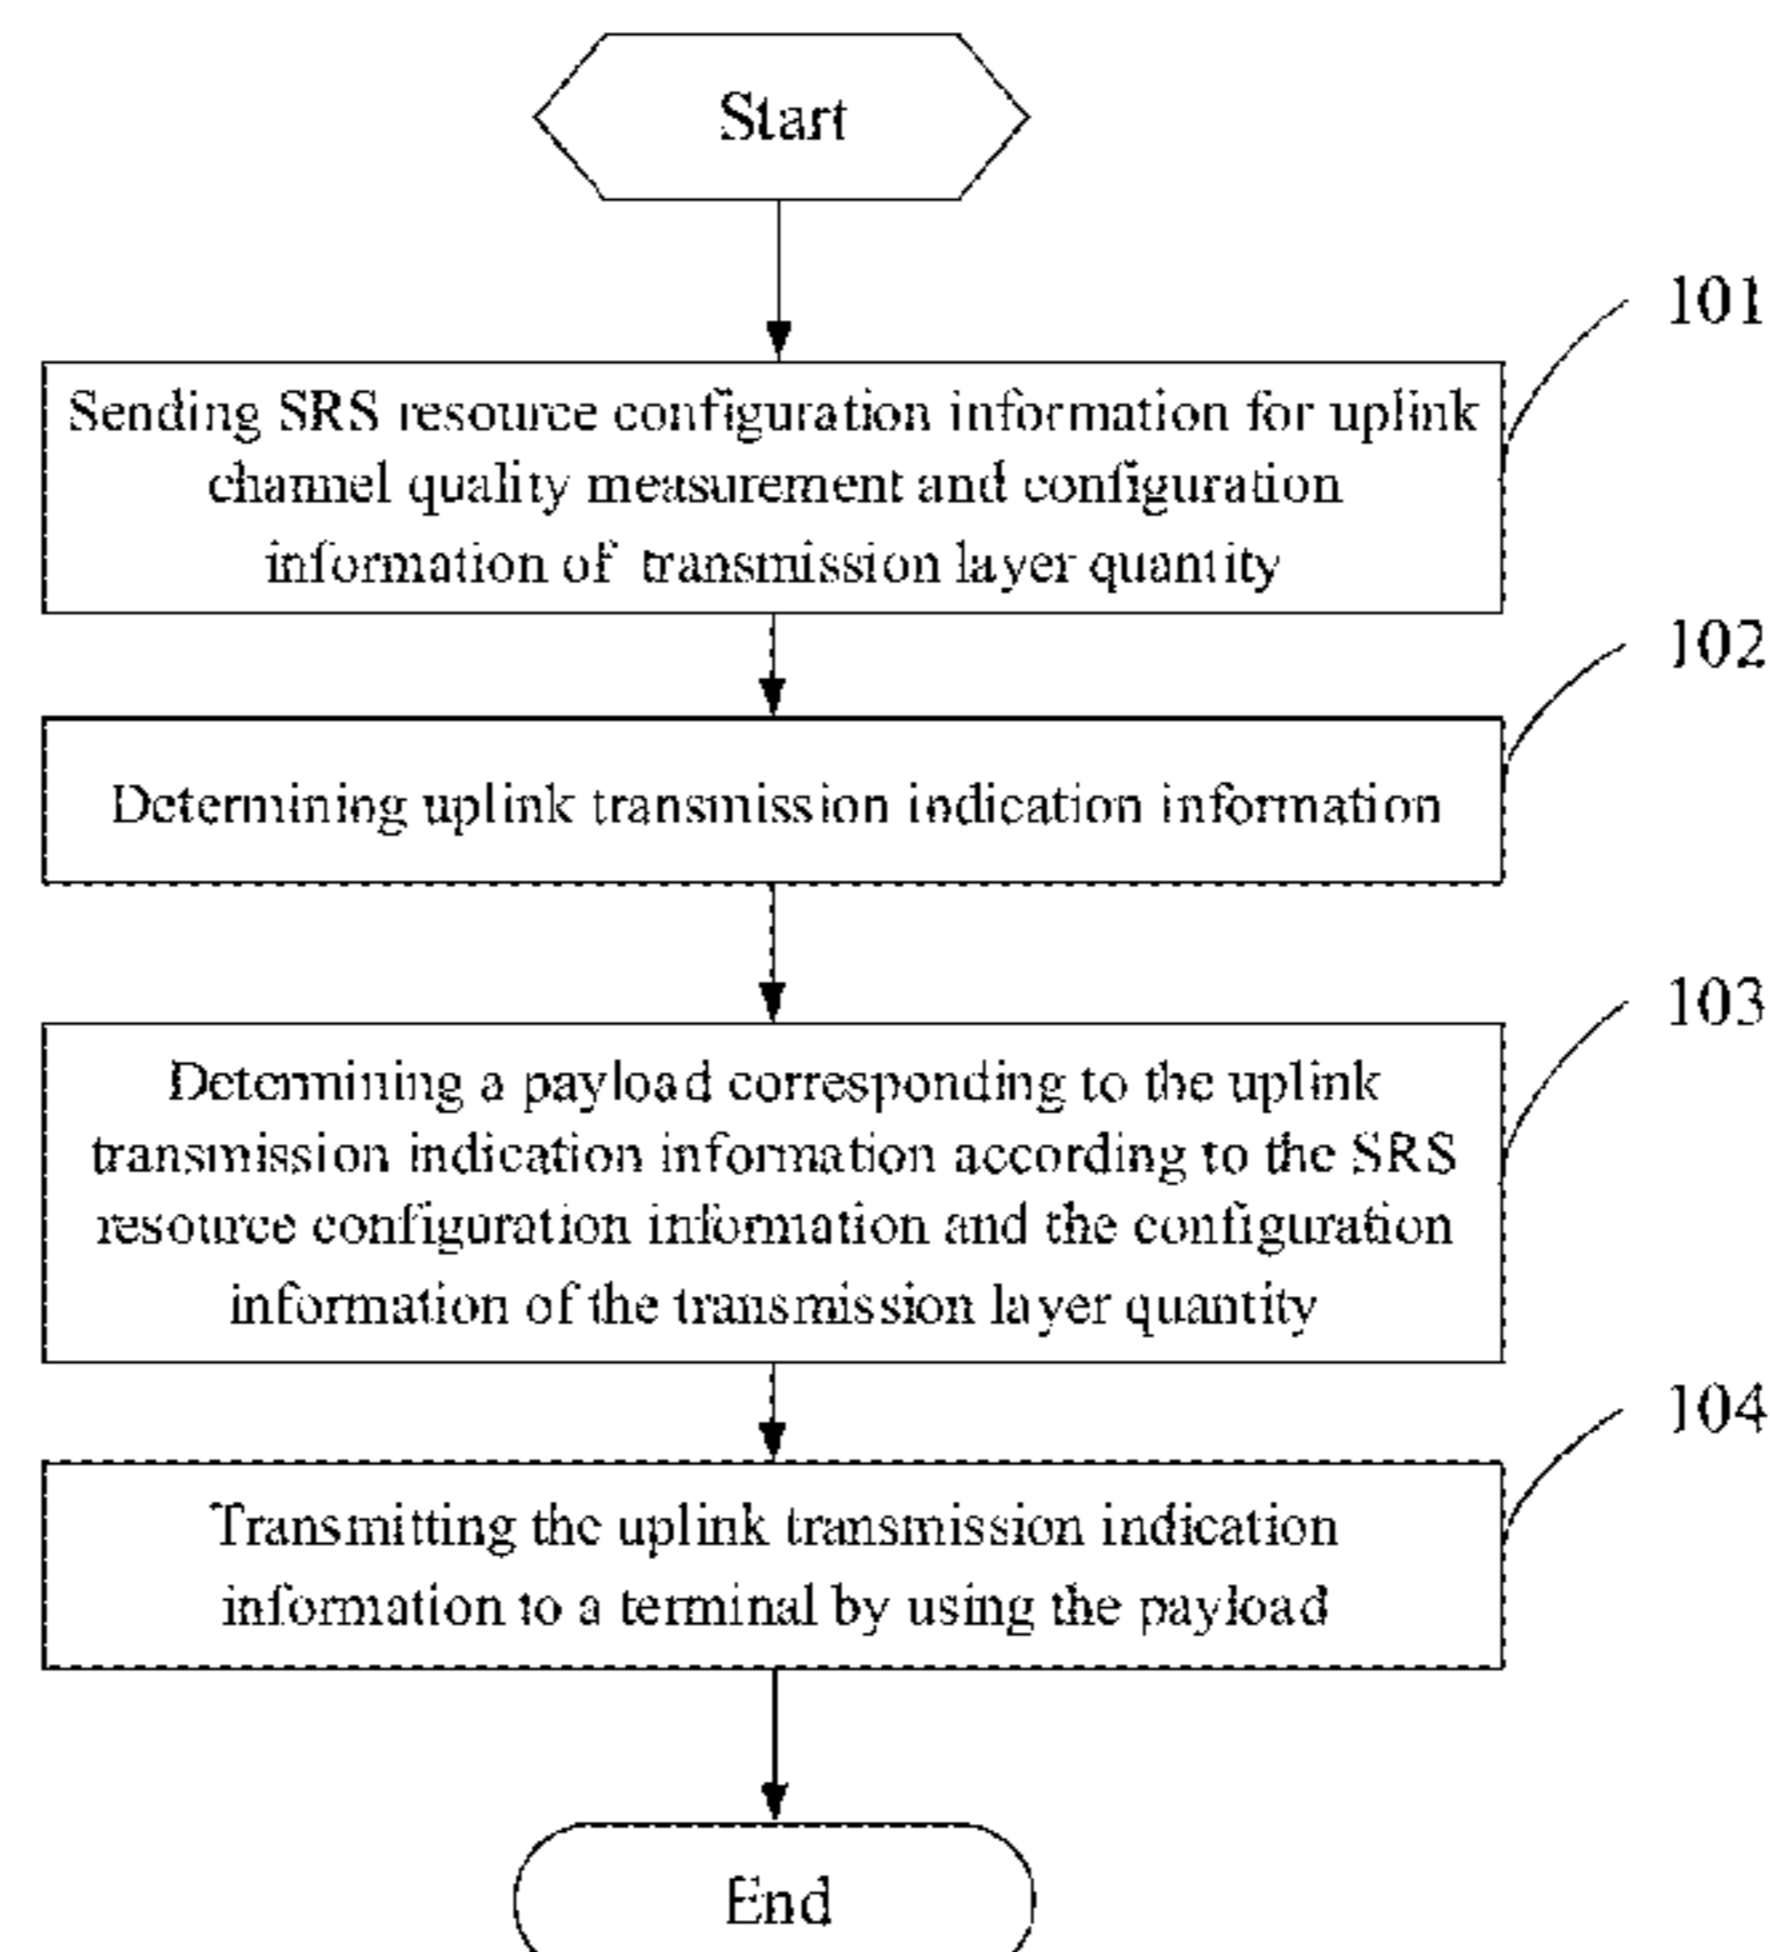 Start
101
Sending SRS resource configuration information for uplink
channel quality measurement and configuration
information of transmission layer quantity
102
Determining uplink transmission indication information
103
Determining a payload corresponding to the uplink
transmission indication information according to the SRS
resource configuration information and the configuration
information of the transmission layer quantity
104
Transmitting the uplink transmission indication
information to a terminal by using the payload
End